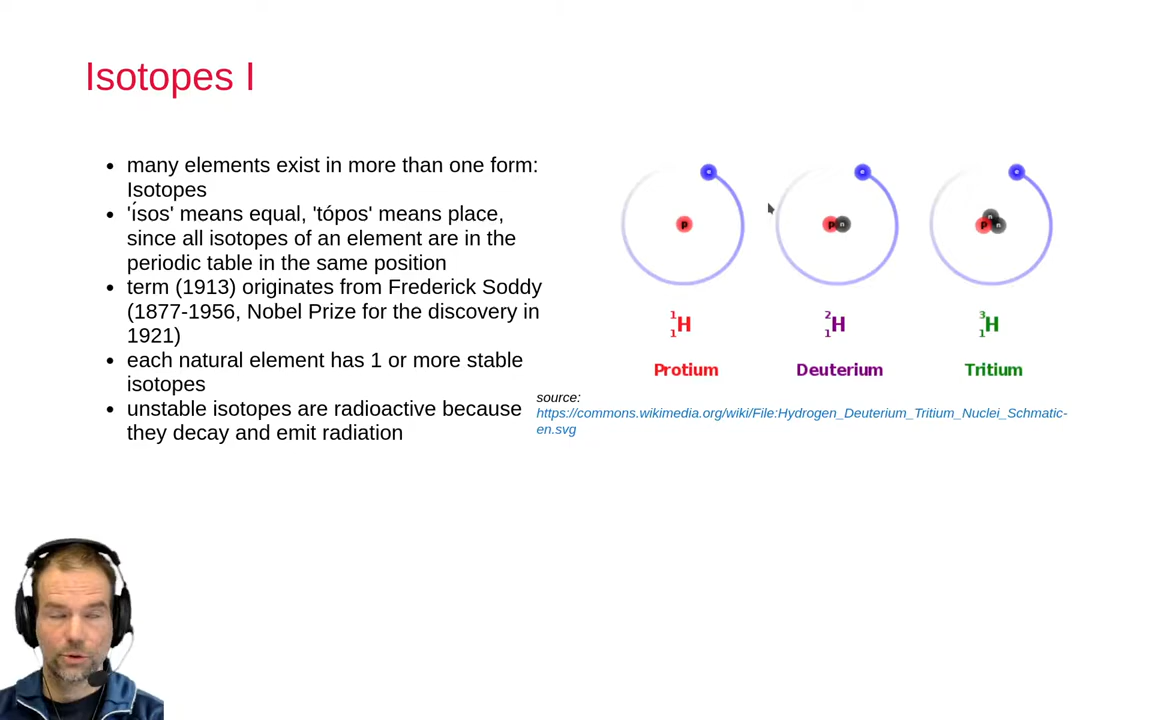 Isotopes I
many elements exist in more than one form:
Isotopes
'ísos' means equal, 'tópos' means place,
since all isotopes of an element are in the
periodic table in the same position
term (1913) originates from Frederick Soddy
(1877-1956, Nobel Prize for the discovery in
1921)
each natural element has 1 or more stable
isotopes
unstable isotopes are radioactive because
they decay and emit radiation
e e e
p p n p n n
1 1 H 2 1 H 3 1 H
Protium Deuterium Tritium
source:
https://commons.wikimedia.org/wiki/File:Hydrogen_Deuterium_Tritium_Nuclei_Schmatic-
en.svg